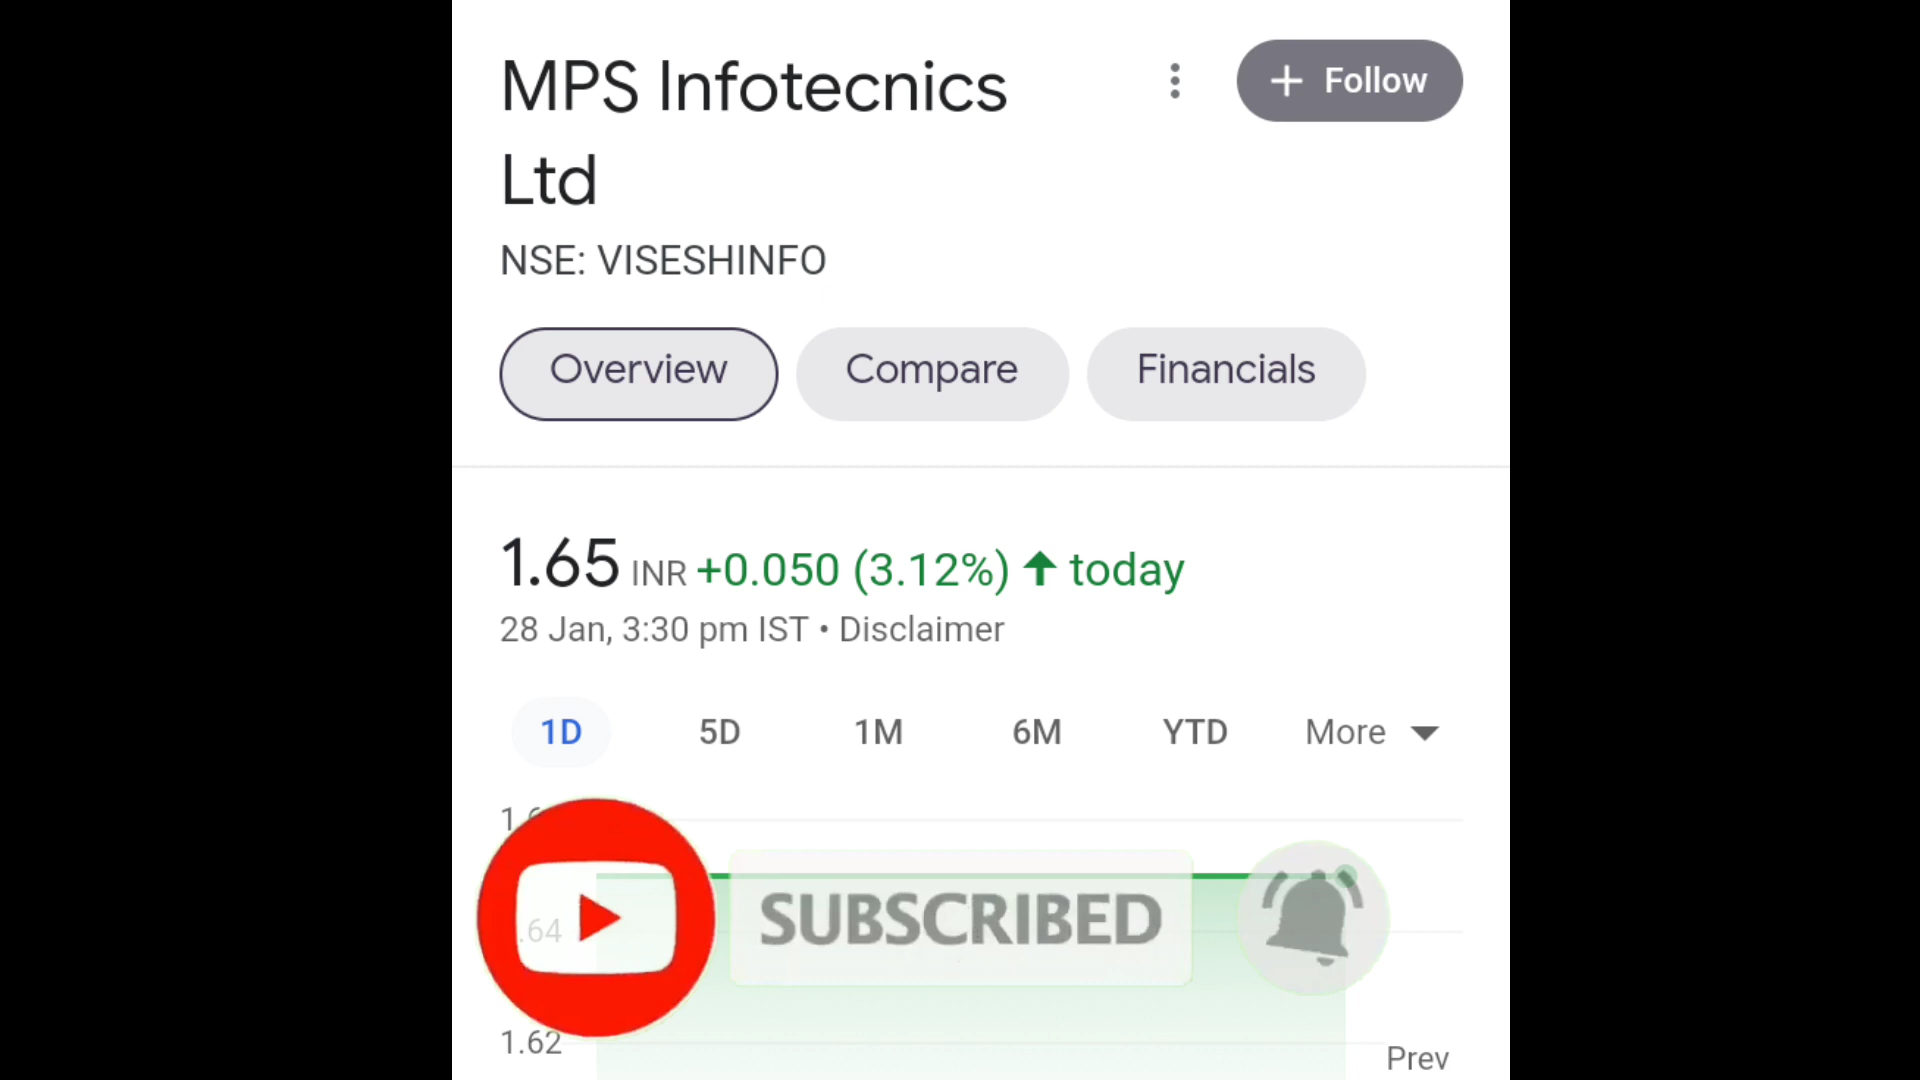 MPS Infotecnics
Ltd
+ Follow
NSE: VISESHINFO
Overview
Compare
Financials
1.65 INR +0.050 (3.12%) ↑ today
28 Jan, 3:30 pm IST • Disclaimer
1D 5D 1M 6M YTD More
SUBSCRIBED
.64
1.62
Prev